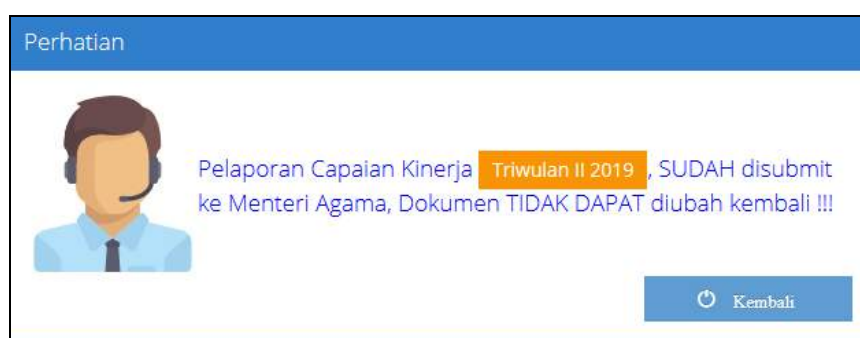 Perhatian
Pelaporan Capaian Kinerja Triwulan II 2019 , SUDAH disubmit
ke Menteri Agama, Dokumen TIDAK DAPAT diubah kembali !!!
Kembali